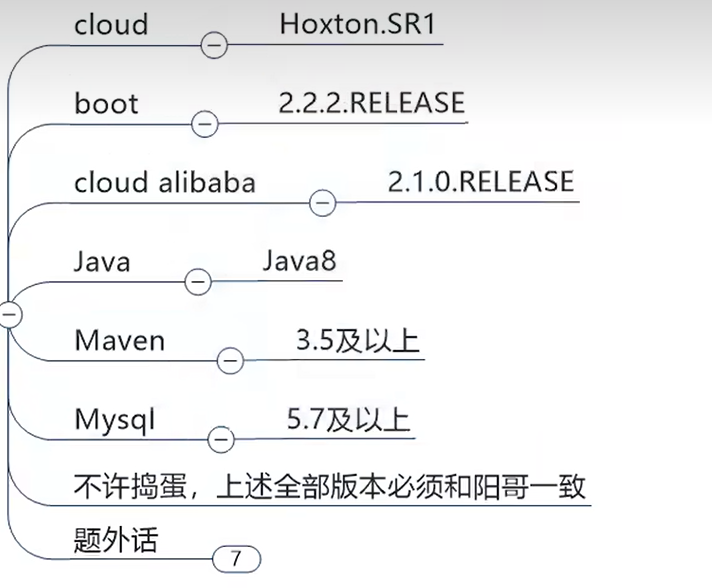 cloud Hoxton.SR1
boot 2.2.2.RELEASE
cloud alibaba 2.1.0.RELEASE
Java Java8
Maven 3.5及以上
Mysql 5.7及以上
不许捣蛋，上述全部版本必须和阳哥一致
题外话 7